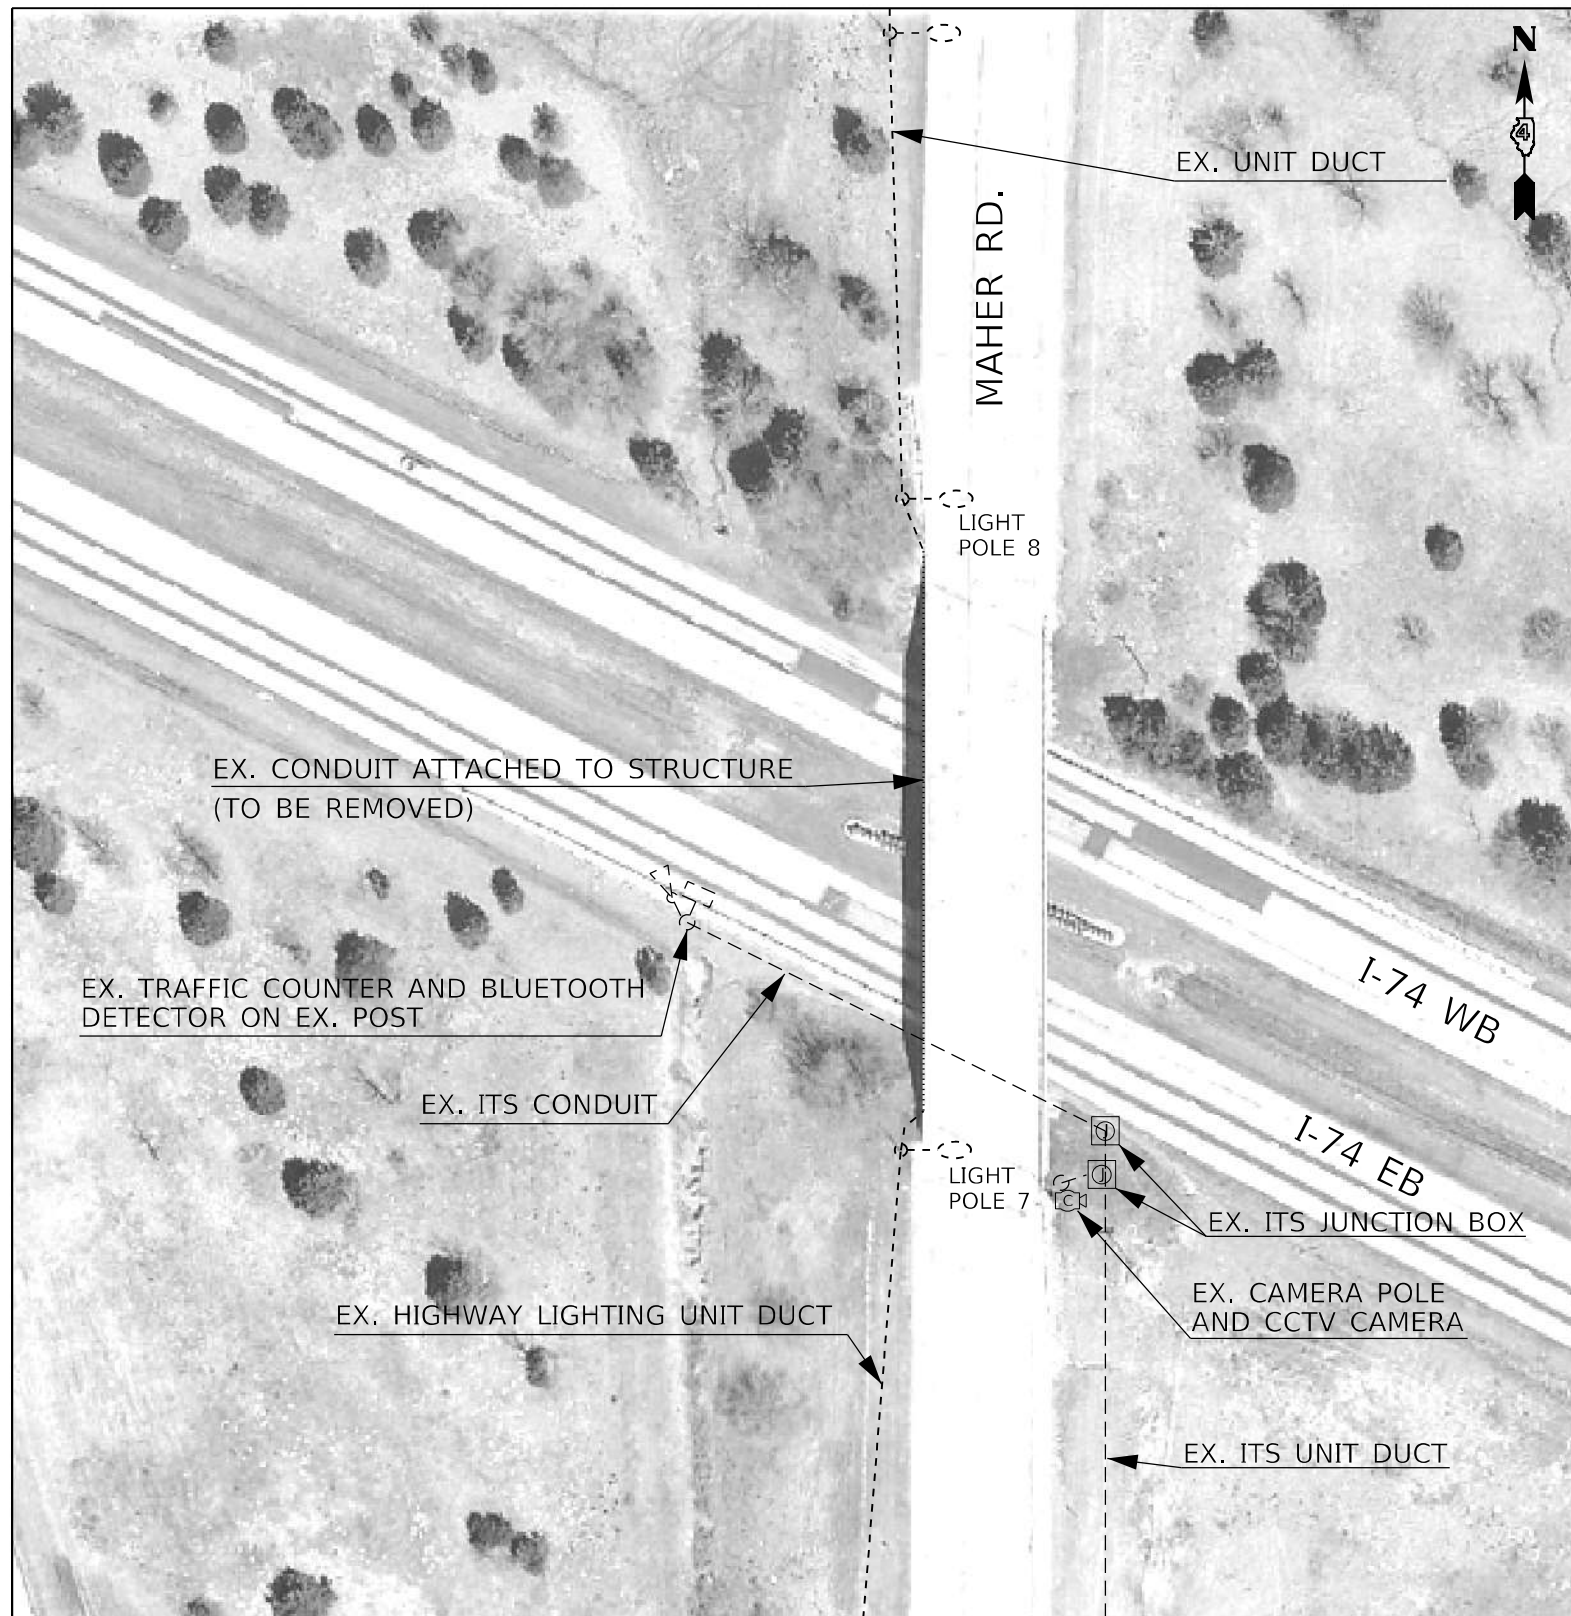 N
4
EX. UNIT DUCT
MAHER RD.
LIGHT
POLE 8
EX. CONDUIT ATTACHED TO STRUCTURE
(TO BE REMOVED)
I-74 WB
EX. TRAFFIC COUNTER AND BLUETOOTH
DETECTOR ON EX. POST
EX. ITS CONDUIT
I-74 EB
J
LIGHT
POLE 7
J
C
EX. ITS JUNCTION BOX
EX. CAMERA POLE
AND CCTV CAMERA
EX. HIGHWAY LIGHTING UNIT DUCT
EX. ITS UNIT DUCT